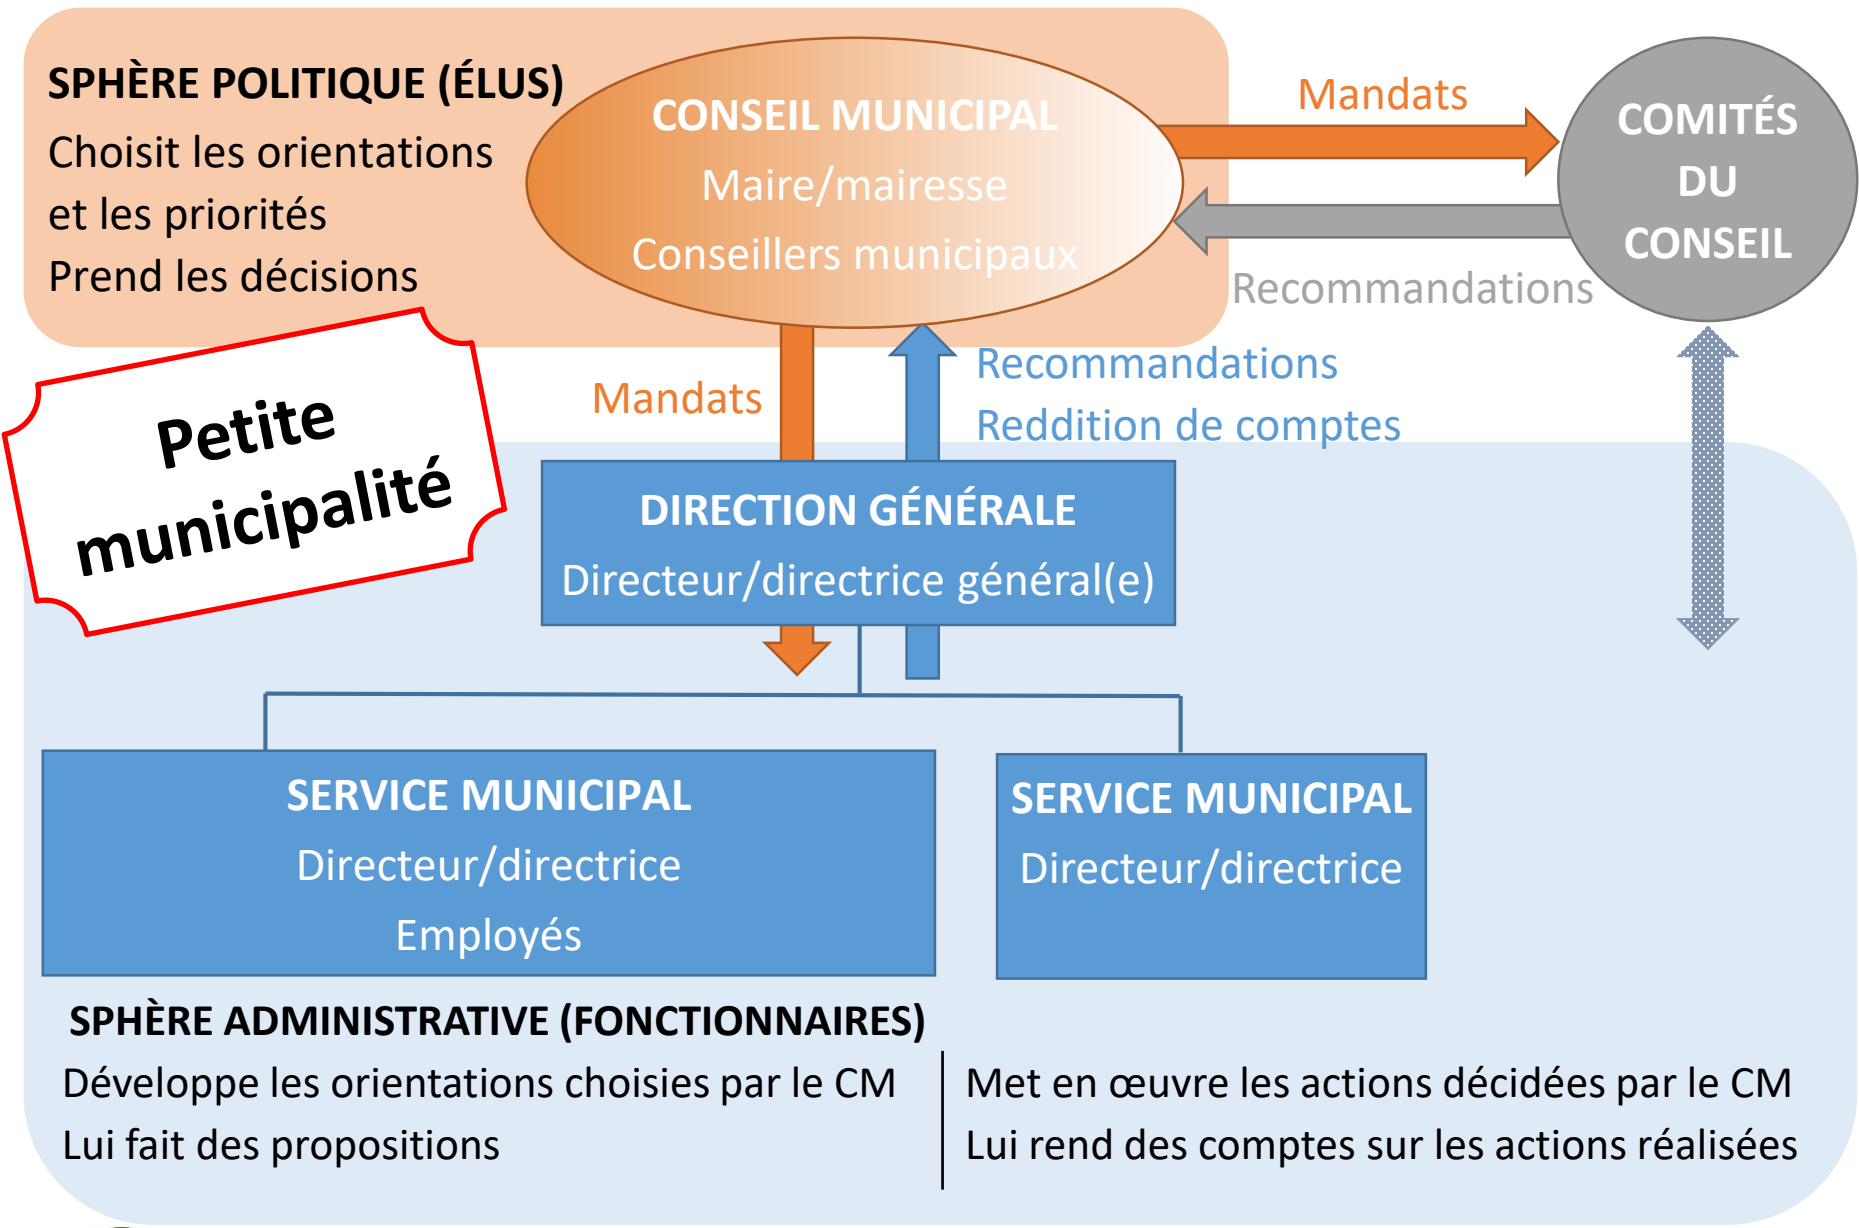 SPHÈRE POLITIQUE (ÉLUS)
Choisit les orientations
et les priorités
Prend les décisions
CONSEIL MUNICIPAL
Maire/mairesse
Conseillers municipaux
Mandats
COMITÉS
DU
CONSEIL
Recommandations
Petite
municipalité
Mandats
Recommandations
Reddition de comptes
DIRECTION GÉNÉRALE
Directeur/directrice général(e)
SERVICE MUNICIPAL
Directeur/directrice
Employés
SERVICE MUNICIPAL
Directeur/directrice
SPHÈRE ADMINISTRATIVE (FONCTIONNAIRES)
Développe les orientations choisies par le CM
Lui fait des propositions
Met en œuvre les actions décidées par le CM
Lui rend des comptes sur les actions réalisées